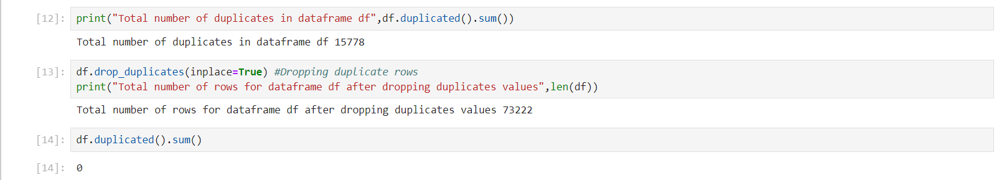 [12]: print("Total number of duplicates in dataframe df",df.duplicated().sum())
Total number of duplicates in dataframe df 15778
[13]: df.drop_duplicates(inplace=True) #Dropping duplicate rows
print("Total number of rows for dataframe df after dropping duplicates values",len(df))
Total number of rows for dataframe df after dropping duplicates values 73222
[14]: df.duplicated().sum()
[14]: 0